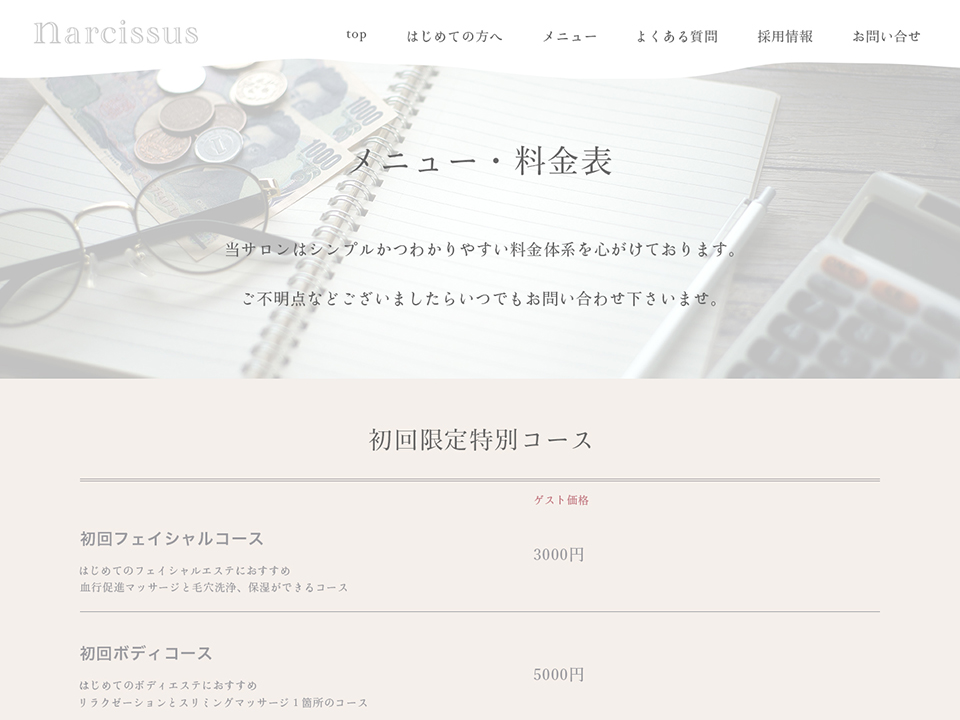 narcissus
top はじめての方へ メニュー よくある質問 採用情報 お問い合せ
1000
1000
メニュー・料金表
当サロンはシンプルかつわかりやすい料金体系を心がけております。
ご不明点などございましたらいつでもお問い合わせ下さいませ。
初回限定特別コース
ゲスト価格
初回フェイシャルコース
3000円
はじめてのフェイシャルエステにおすすめ
血行促進マッサージと毛穴洗浄、保湿ができるコース
初回ボディコース
5000円
はじめてのボディエステにおすすめ
リラクゼーションとスリミングマッサージ１箇所のコース